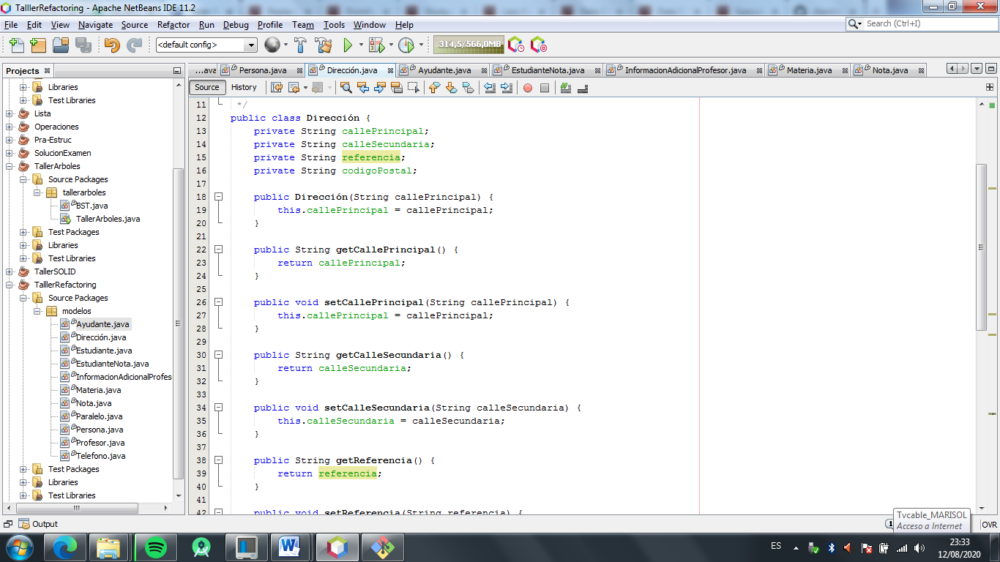 TalllerRefactoring - Apache NetBeans IDE 11.2
File Edit View Navigate Source Refactor Run Debug Profile Team Tools Window Help
Search (Ctrl+I)
<default config>
314,5/566,0MB
Projects
...ava Persona.java Dirección.java Ayudante.java EstudianteNota.java InformacionAdicionalProfesor.java Materia.java Nota.java
Source History
Libraries
Test Libraries
Lista
Operaciones
Pra-Estruc
SolucionExamen
TallerArboles
Source Packages
tallerarboles
BST.java
TallerArboles.java
Test Packages
Libraries
Test Libraries
TallerSOLID
TalllerRefactoring
Source Packages
modelos
Ayudante.java
Dirección.java
Estudiante.java
EstudianteNota.java
InformacionAdicionalProfes
Materia.java
Nota.java
Paralelo.java
Persona.java
Profesor.java
Telefono.java
Test Packages
Libraries
Test Libraries
11 */
12 public class Dirección {
13 private String callePrincipal;
14 private String calleSecundaria;
15 private String referencia;
16 private String codigoPostal;
17
18 public Dirección(String callePrincipal) {
19 this.callePrincipal = callePrincipal;
20 }
21
22 public String getCallePrincipal() {
23 return callePrincipal;
24 }
25
26 public void setCallePrincipal(String callePrincipal) {
27 this.callePrincipal = callePrincipal;
28 }
29
30 public String getCalleSecundaria() {
31 return calleSecundaria;
32 }
33
34 public void setCalleSecundaria(String calleSecundaria) {
35 this.calleSecundaria = calleSecundaria;
36 }
37
38 public String getReferencia() {
39 return referencia;
40 }
41
42 public void setReferencia(String referencia) {
Output
Tvcable_MARISOL
Acceso a Internet
1
OVR
ES
23:33
12/08/2020